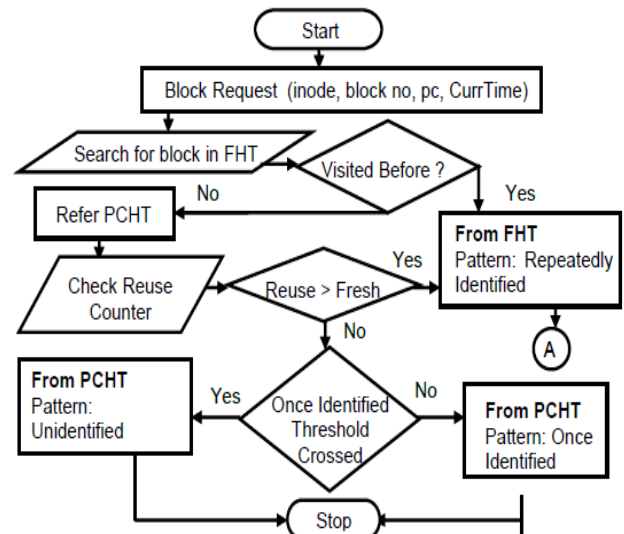 Start
Block Request (inode, block no, pc, CurrTime)
Search for block in FHT
Visited Before ?
No
Yes
Refer PCHT
From FHT
Pattern: Repeatedly
Identified
Check Reuse
Counter
Reuse > Fresh
Yes
No
A
From PCHT
Pattern:
Unidentified
Yes
Once Identified
Threshold
Crossed
No
From PCHT
Pattern: Once
Identified
Stop